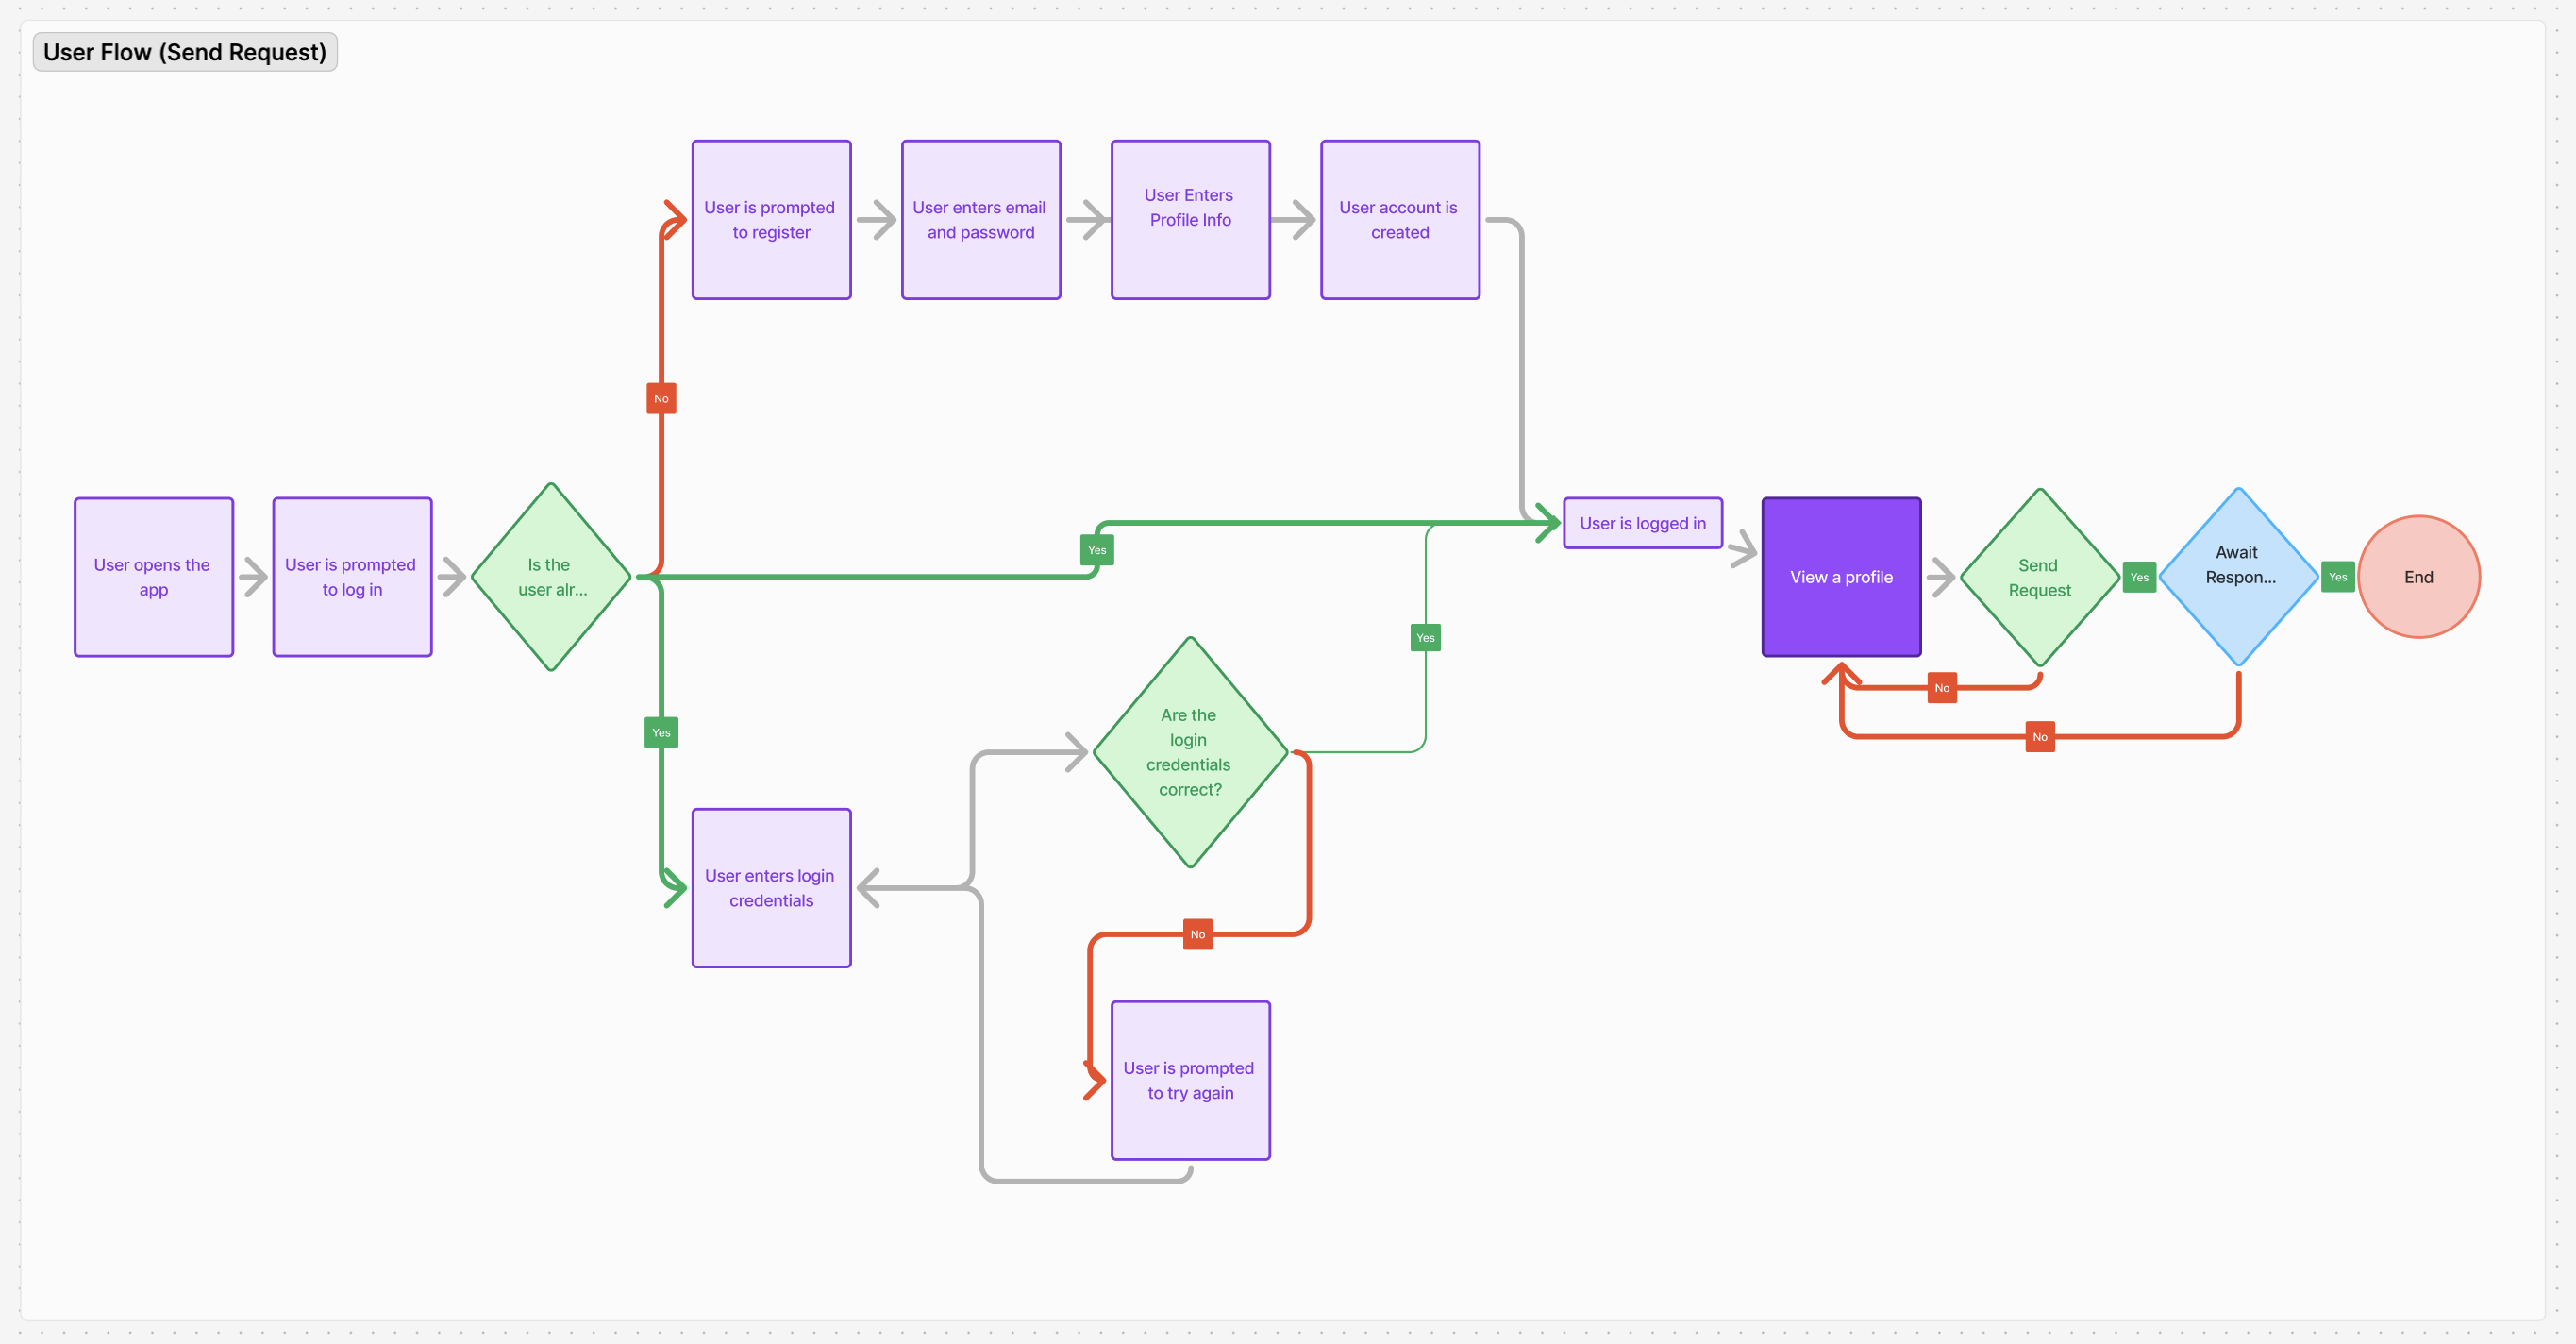 User Flow (Send Request)
User is prompted
to register
User enters email
and password
User Enters
Profile Info
User account is
created
No
User opens the
app
User is prompted
to log in
Is the
user alr...
Yes
User is logged in
View a profile
Send
Request
Yes
Await
Respon...
Yes
End
Yes
No
No
Yes
Are the
login
credentials
correct?
User enters login
credentials
No
User is prompted
to try again